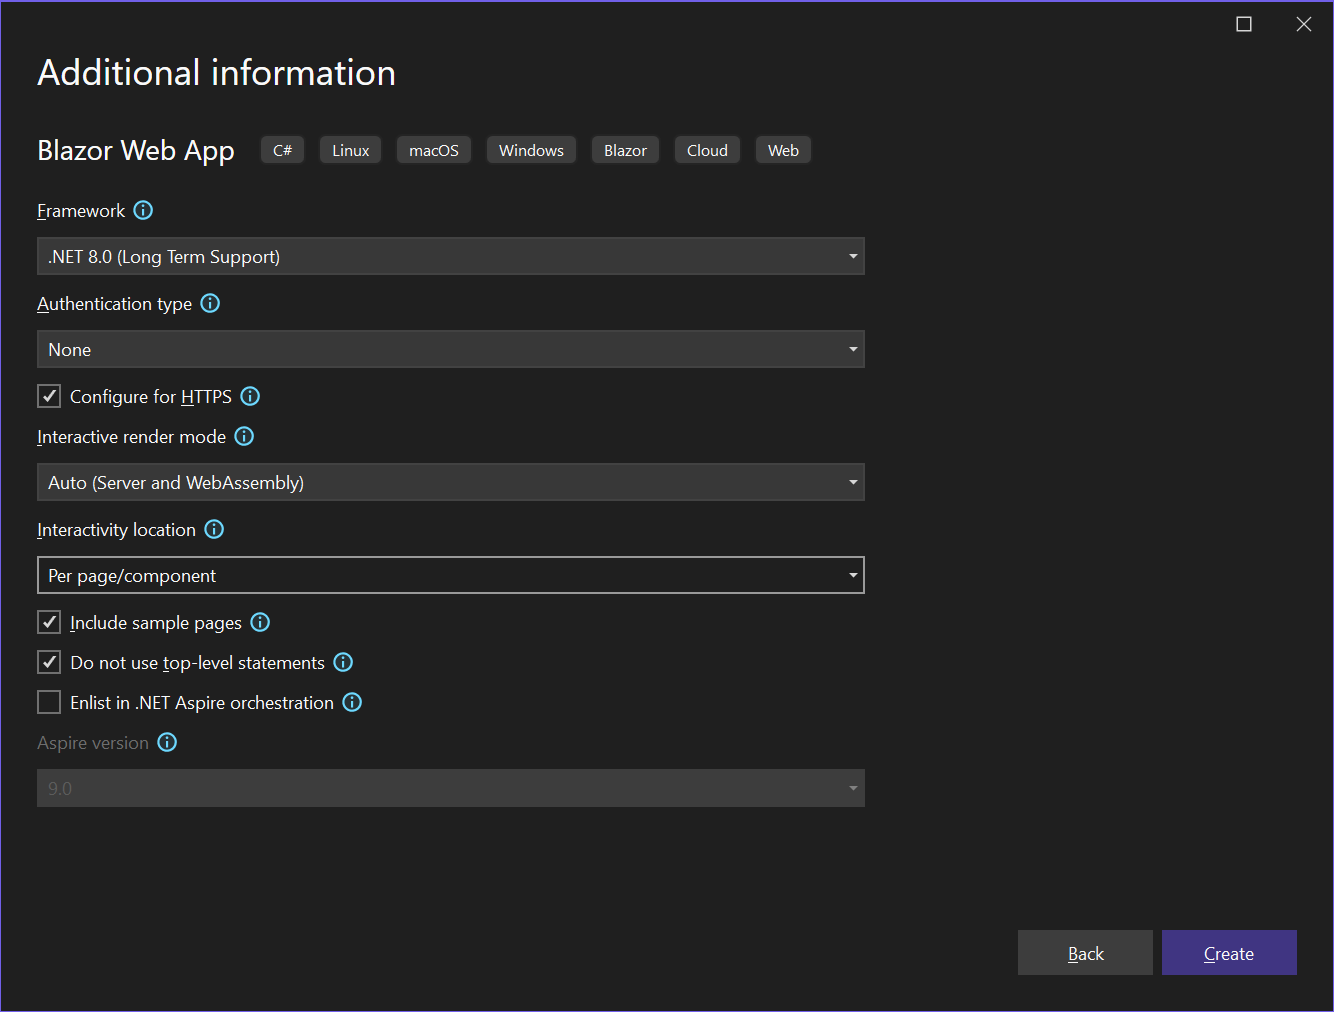 Additional information
Blazor Web App C# Linux macOS Windows Blazor Cloud Web
Framework
.NET 8.0 (Long Term Support)
Authentication type
None
Configure for HTTPS
Interactive render mode
Auto (Server and WebAssembly)
Interactivity location
Per page/component
Include sample pages
Do not use top-level statements
Enlist in .NET Aspire orchestration
Aspire version
9.0
Back Create